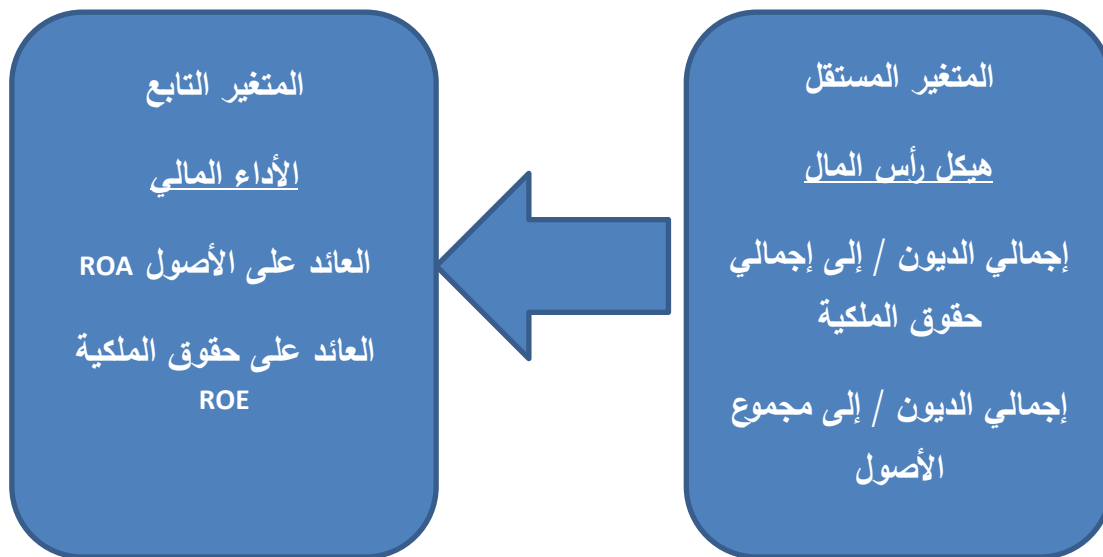 المتغير المستقل
هيكل رأس المال
إجمالي الديون / إلى إجمالي
حقوق الملكية
إجمالي الديون / إلى مجموع
الأصول
المتغير التابع
الأداء المالي
العائد على الأصول ROA
العائد على حقوق الملكية
ROE